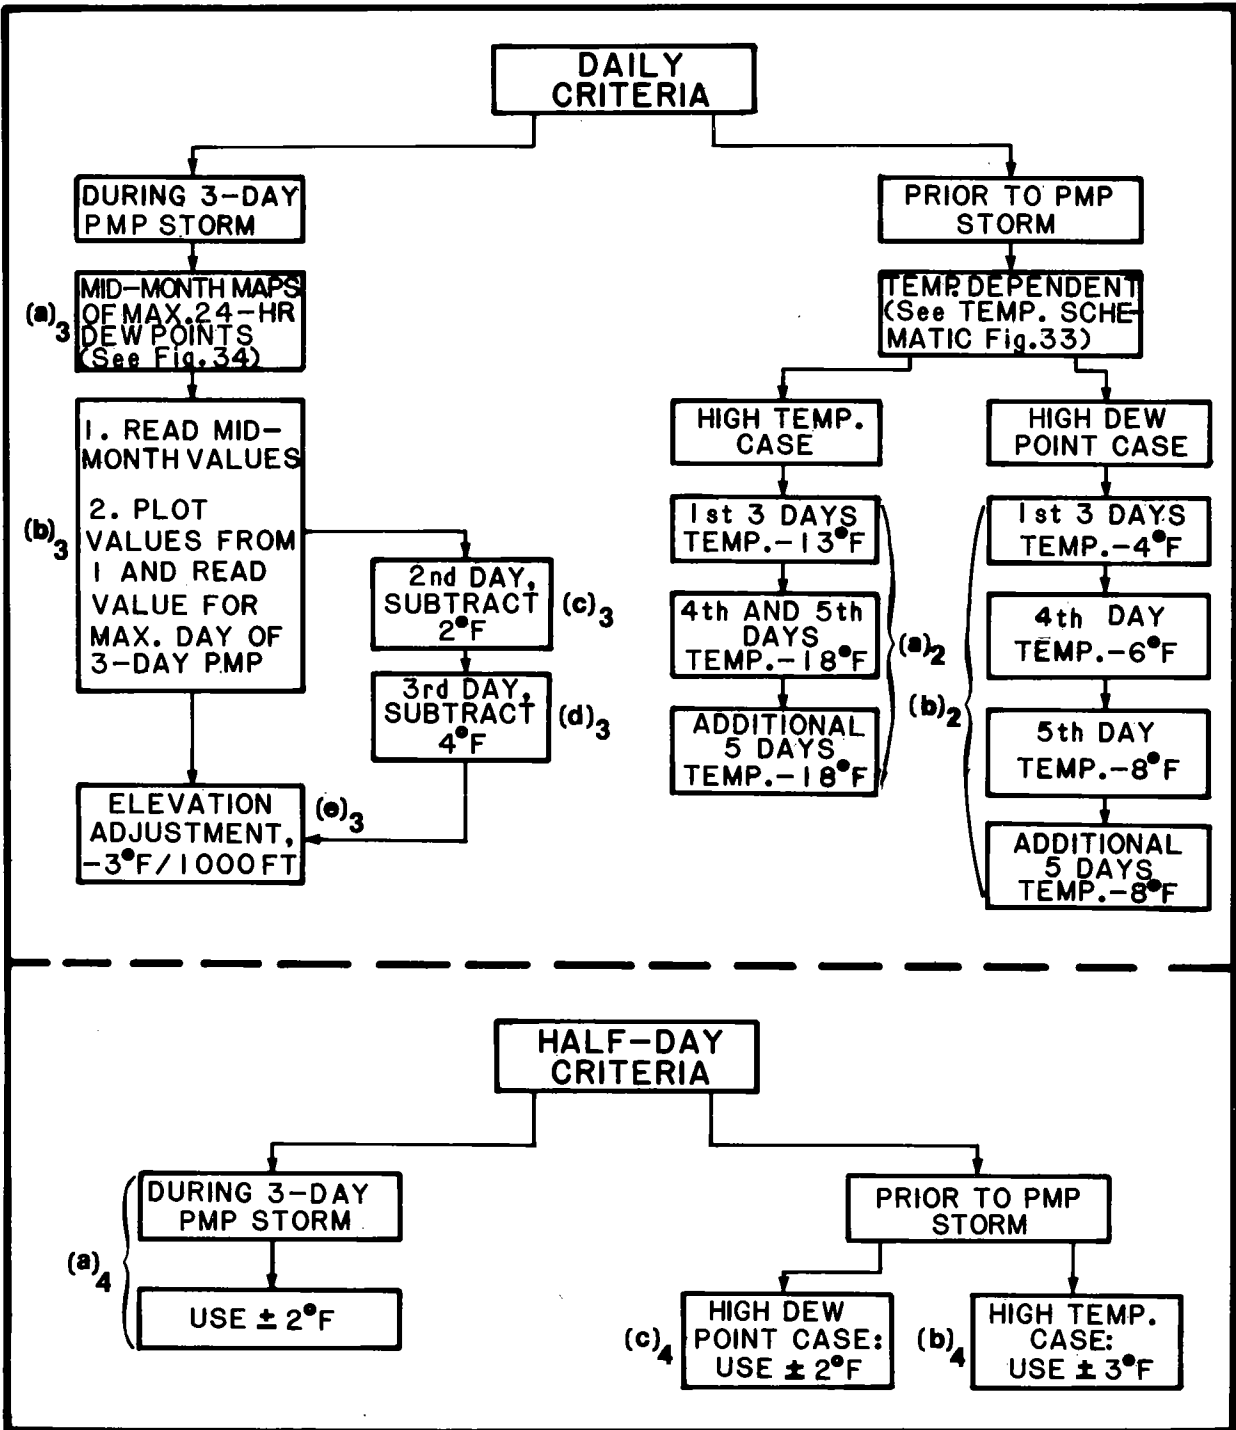 DAILY
CRITERIA
DURING 3-DAY
PMP STORM
(a)3
MID-MONTH MAPS
OF MAX.24-HR
DEW POINTS
(See Fig.34)
(b)3
1. READ MID-
MONTH VALUES
2. PLOT
VALUES FROM
1 AND READ
VALUE FOR
MAX. DAY OF
3-DAY PMP
2nd DAY,
SUBTRACT
2°F
(c)3
3rd DAY,
SUBTRACT
4°F
(d)3
ELEVATION
ADJUSTMENT,
-3°F/1000FT
(e)3
PRIOR TO PMP
STORM
TEMP. DEPENDENT
(See TEMP. SCHE-
MATIC Fig.33)
HIGH TEMP.
CASE
1st 3 DAYS
TEMP.-13°F
4th AND 5th
DAYS
TEMP.-18°F
ADDITIONAL
5 DAYS
TEMP.-18°F
(a)2
HIGH DEW
POINT CASE
1st 3 DAYS
TEMP.-4°F
4th DAY
TEMP.-6°F
5th DAY
TEMP.-8°F
ADDITIONAL
5 DAYS
TEMP.-8°F
(b)2
HALF-DAY
CRITERIA
DURING 3-DAY
PMP STORM
(a)4
USE ± 2°F
PRIOR TO PMP
STORM
(c)4
HIGH DEW
POINT CASE:
USE ± 2°F
(b)4
HIGH TEMP.
CASE:
USE ± 3°F